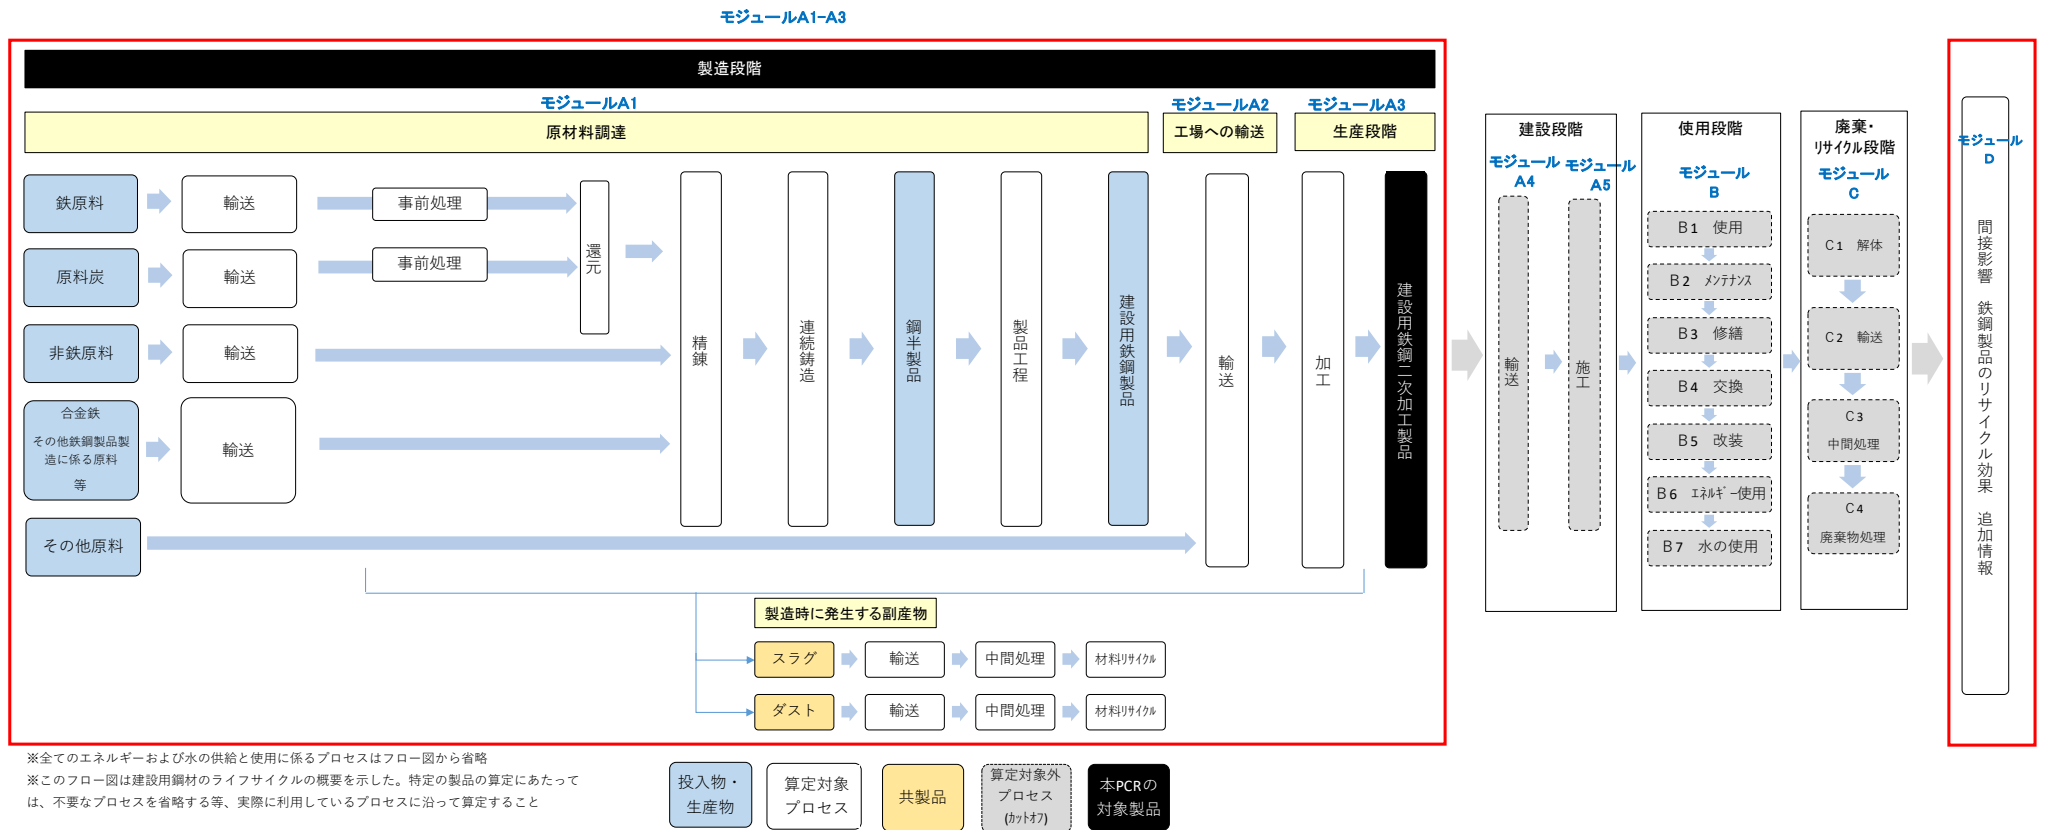 モジュールA1-A3
製造段階
モジュールA1
モジュールA2
モジュールA3
原材料調達
工場への輸送
生産段階
鉄原料
輸送
事前処理
原料炭
輸送
事前処理
還元
非鉄原料
輸送
合金鉄
その他鉄鋼製品製
造に係る原料
等
輸送
その他原料
精錬
連続鋳造
鋼半製品
製品工程
建設用鉄鋼製品
輸送
加工
建設用鉄鋼二次加工製品
製造時に発生する副産物
スラグ
輸送
中間処理
材料ﾘｻｲｸﾙ
ダスト
輸送
中間処理
材料ﾘｻｲｸﾙ
建設段階
モジュール
A4
モジュール
A5
輸送
施工
使用段階
モジュール
B
B1 使用
B2 ﾒﾝﾃﾅﾝｽ
B3 修繕
B4 交換
B5 改装
B6 ｴﾈﾙｷﾞｰ使用
B7 水の使用
廃棄・
ﾘｻｲｸﾙ段階
モジュール
C
C1 解体
C2 輸送
C3
中間処理
C4
廃棄物処理
モジュール
D
間接影響 鉄鋼製品のリサイクル効果 追加情報
※全てのエネルギーおよび水の供給と使用に係るプロセスはフロー図から省略
※このフロー図は建設用鋼材のライフサイクルの概要を示した。特定の製品の算定にあたって
は、不要なプロセスを省略する等、実際に利用しているプロセスに沿って算定すること
投入物・
生産物
算定対象
プロセス
共製品
算定対象外
プロセス
(ｶｯﾄｵﾌ)
本PCRの
対象製品